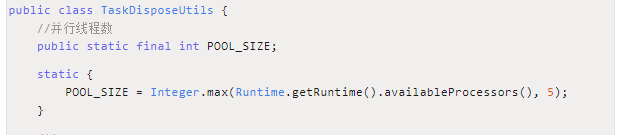 public class TaskDisposeUtils {
//并行线程数
public static final int POOL_SIZE;
static {
POOL_SIZE = Integer.max(Runtime.getRuntime().availableProcessors(), 5);
}